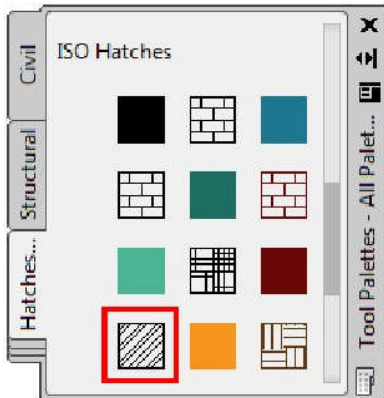 ISO Hatches
Civil
Structural
Hatches...
Tool Palettes - All Palet...